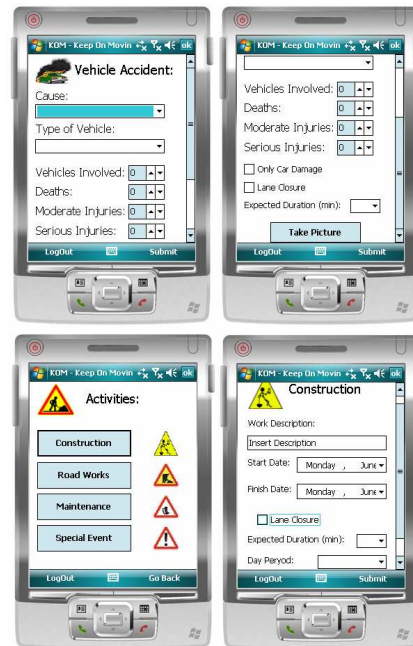 KOM - Keep On Movin ok
Vehicle Accident:
Cause:
Type of Vehicle:
Vehicles Involved: 0
Deaths: 0
Moderate Injuries: 0
Serious Injuries: 0
LogOut Submit
KOM - Keep On Movin ok
Vehicles Involved: 0
Deaths: 0
Moderate Injuries: 0
Serious Injuries: 0
Only Car Damage
Lane Closure
Expected Duration (min):
Take Picture
LogOut Submit
KOM - Keep On Movin ok
Activities:
Construction
Road Works
Maintenance
Special Event
LogOut Go Back
KOM - Keep On Movin ok
Construction
Work Description:
Insert Description
Start Date: Monday , June
Finish Date: Monday , June
Lane Closure
Expected Duration (min):
Day Peryod:
LogOut Submit